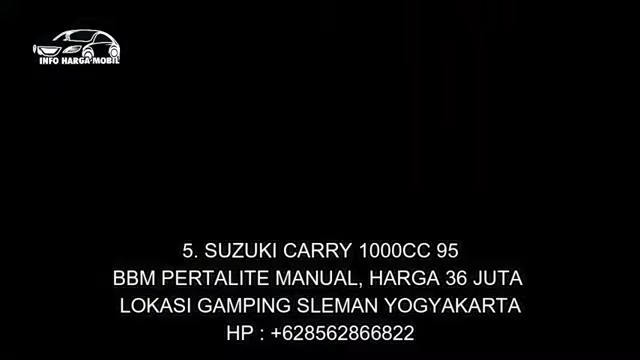 INFO HARGA MOBIL
5. SUZUKI CARRY 1000CC 95
BBM PERTALITE MANUAL, HARGA 36 JUTA
LOKASI GAMPING SLEMAN YOGYAKARTA
HP : +628562866822